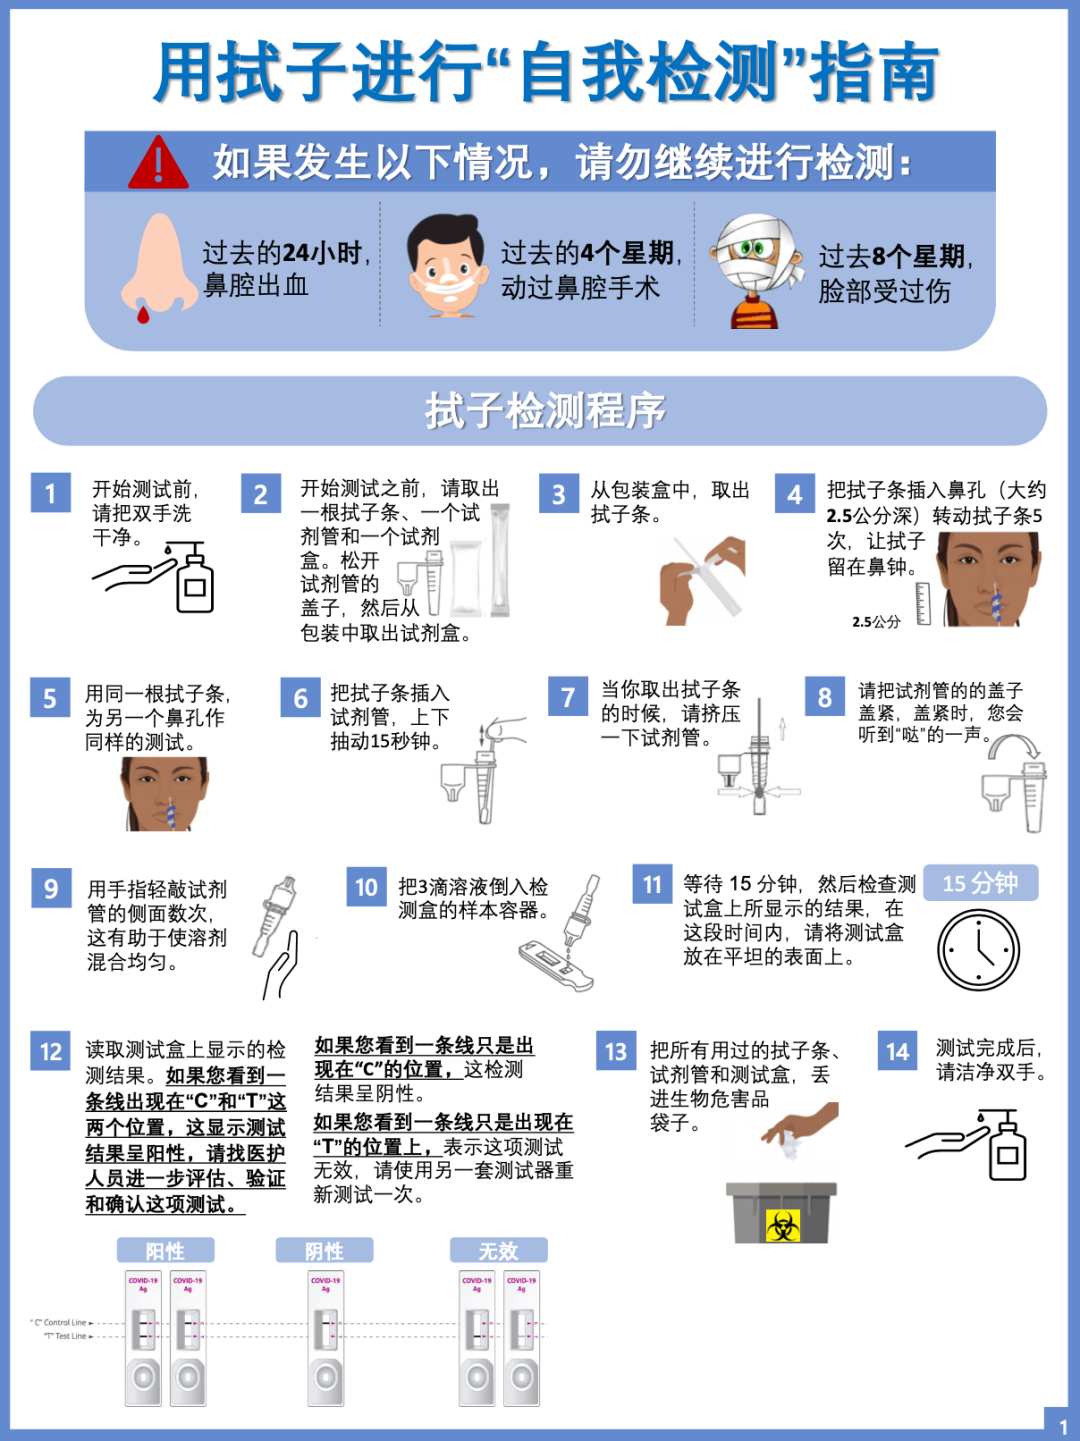 用拭子进行“自我检测”指南
如果发生以下情况，请勿继续进行检测：
过去的24小时，
鼻腔出血
过去的4个星期，
动过鼻腔手术
过去8个星期，
脸部受过伤
拭子检测程序
1
开始测试前，
请把双手洗
干净。
2
开始测试之前，请取出
一根拭子条、一个试
剂管和一个试剂
盒。松开
试剂管的
盖子，然后从
包装中取出试剂盒。
3
从包装盒中，取出
拭子条。
4
把拭子条插入鼻孔（大约
2.5公分深）转动拭子条5
次，让拭子
留在鼻钟。
2.5公分
5
用同一根拭子条，
为另一个鼻孔作
同样的测试。
6
把拭子条插入
试剂管，上下
抽动15秒钟。
7
当你取出拭子条
的时候，请挤压
一下试剂管。
8
请把试剂管的的盖子
盖紧，盖紧时，您会
听到“哒”的一声。
9
用手指轻敲试剂
管的侧面数次，
这有助于使溶剂
混合均匀。
10
把3滴溶液倒入检
测盒的样本容器。
11
等待 15 分钟，然后检查测
试盒上所显示的结果，在
这段时间内，请将测试盒
放在平坦的表面上。
15 分钟
12
读取测试盒上显示的检
测结果。如果您看到一
条线出现在“C”和“T”这
两个位置，这显示测试
结果呈阳性，请找医护
人员进一步评估、验证
和确认这项测试。
如果您看到一条线只是出
现在“C”的位置，这检测
结果呈阴性。
如果您看到一条线只是出现在
“T”的位置上，表示这项测试
无效，请使用另一套测试器重
新测试一次。
13
把所有用过的拭子条、
试剂管和测试盒，丢
进生物危害品
袋子。
14
测试完成后，
请洁净双手。
阳性
阴性
无效
COVID-19
Ag
COVID-19
Ag
COVID-19
Ag
COVID-19
Ag
COVID-19
Ag
“ C” Control Line
“T” Test Line
1